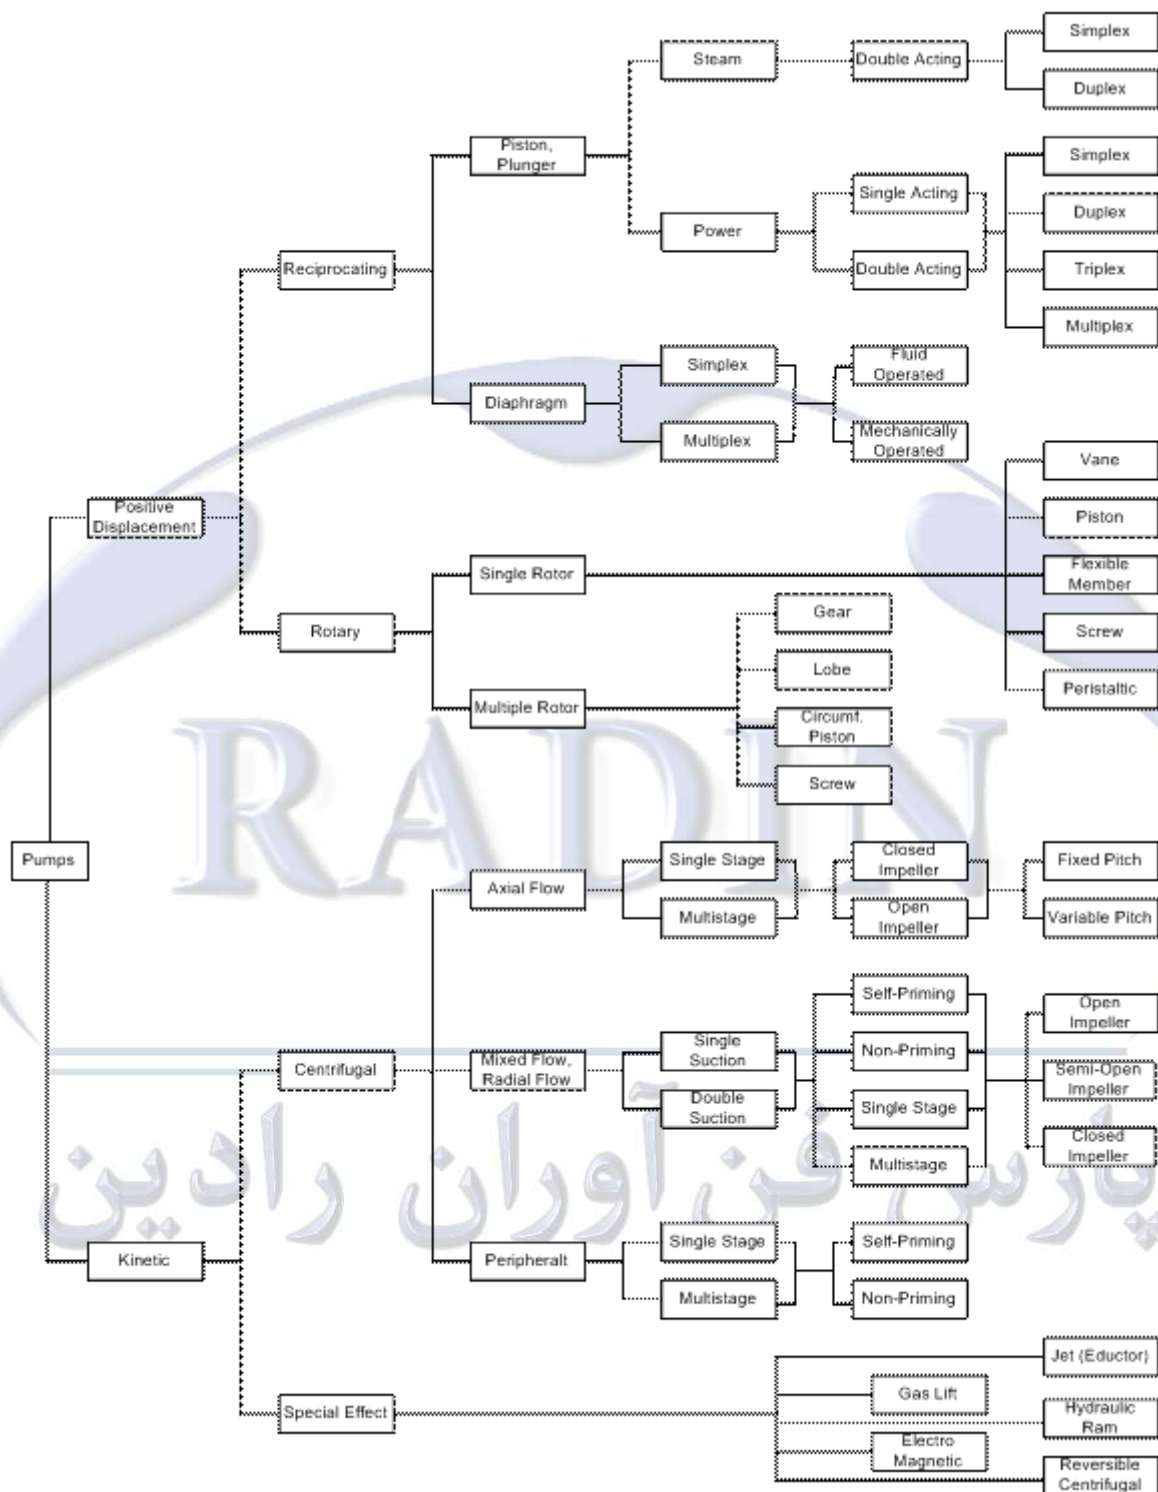 Simplex
Steam
Double Acting
Duplex
Piston,
Plunger
Simplex
Single Acting
Duplex
Power
Reciprocating
Double Acting
Triplex
Multiplex
Simplex
Fluid
Operated
Diaphragm
Multiplex
Mechanically
Operated
Vane
Positive
Displacement
Piston
Single Rotor
Flexible
Member
Gear
Rotary
Screw
Lobe
Peristaltic
Multiple Rotor
Circumf.
Piston
Screw
RADIN
Pumps
Single Stage
Closed
Impeller
Fixed Pitch
Axial Flow
Multistage
Open
Impeller
Variable Pitch
Self-Priming
Open
Impeller
Single
Suction
Non-Priming
Centrifugal
Mixed Flow,
Radial Flow
Semi-Open
Impeller
Double
Suction
Single Stage
Closed
Impeller
Multistage
پارس فن آوران رادین
Single Stage
Self-Priming
Kinetic
Peripheralt
Multistage
Non-Priming
Jet (Eductor)
Gas Lift
Special Effect
Hydraulic
Ram
Electro
Magnetic
Reversible
Centrifugal